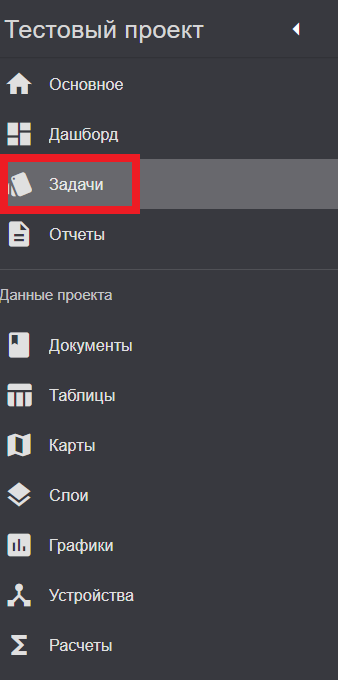 Тестовый проект
Основное
Дашборд
Задачи
Отчеты
Данные проекта
Документы
Таблицы
Карты
Слои
Графики
Устройства
Расчеты